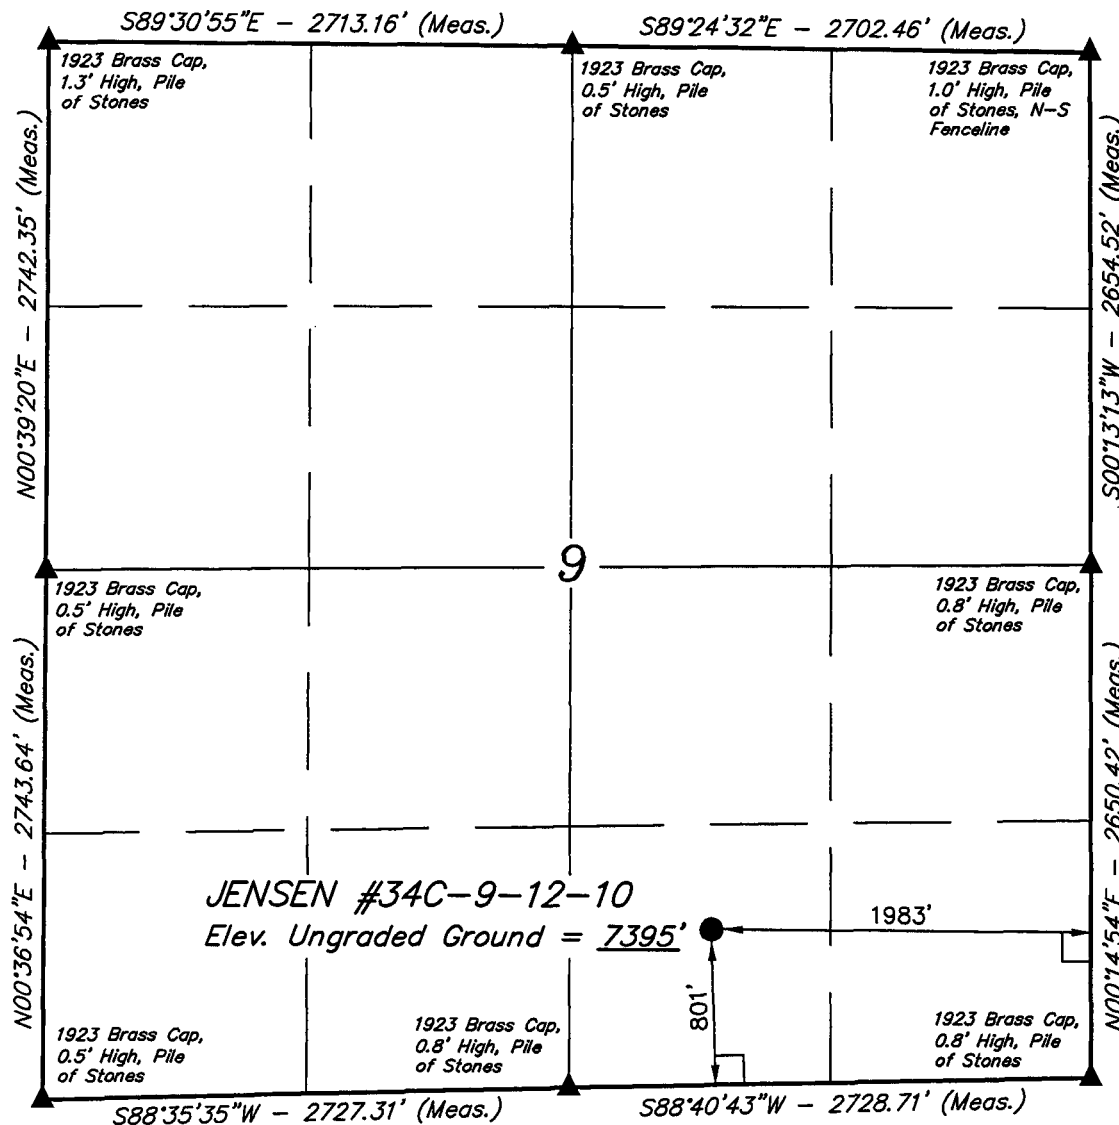 S89°30'55"E - 2713.16' (Meas.)
S89°24'32"E - 2702.46' (Meas.)
1923 Brass Cap,
1.3' High, Pile
of Stones
1923 Brass Cap,
0.5' High, Pile
of Stones
1923 Brass Cap,
1.0' High, Pile
of Stones, N-S
Fenceline
N00°39'20"E - 2742.35' (Meas.)
S00°13'13"W - 2654.52' (Meas.)
9
1923 Brass Cap,
0.5' High, Pile
of Stones
1923 Brass Cap,
0.8' High, Pile
of Stones
N00°36'54"E - 2743.64' (Meas.)
N00°14'54"E - 2650.42' (Meas.)
JENSEN #34C-9-12-10
Elev. Ungraded Ground = 7395'
1983'
801'
1923 Brass Cap,
0.5' High, Pile
of Stones
1923 Brass Cap,
0.8' High, Pile
of Stones
1923 Brass Cap,
0.8' High, Pile
of Stones
S88°35'35"W - 2727.31' (Meas.)
S88°40'43"W - 2728.71' (Meas.)